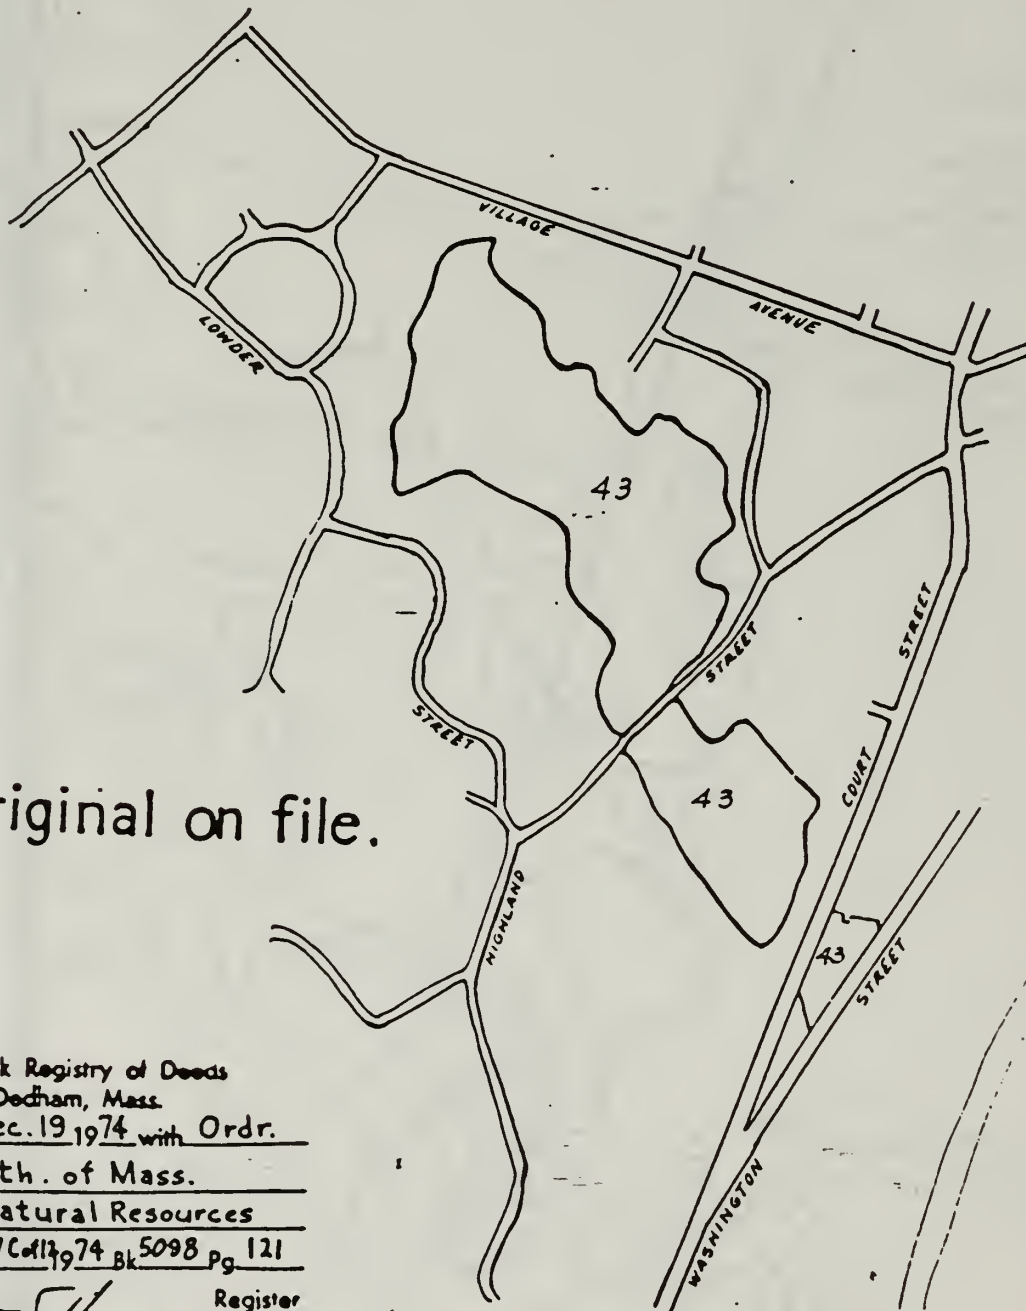 VILLAGE
AVENUE
LOWDER
43
STREET
STREET
STREET
43
COURT
riginal on file.
HIGHLAND
43
STREET
WASHINGTON
k Registry of Deeds
Dedham, Mass.
ec. 19 1974 with Ordr.
th. of Mass.
atural Resources
1974 Bk 5098 Pg 121
Register